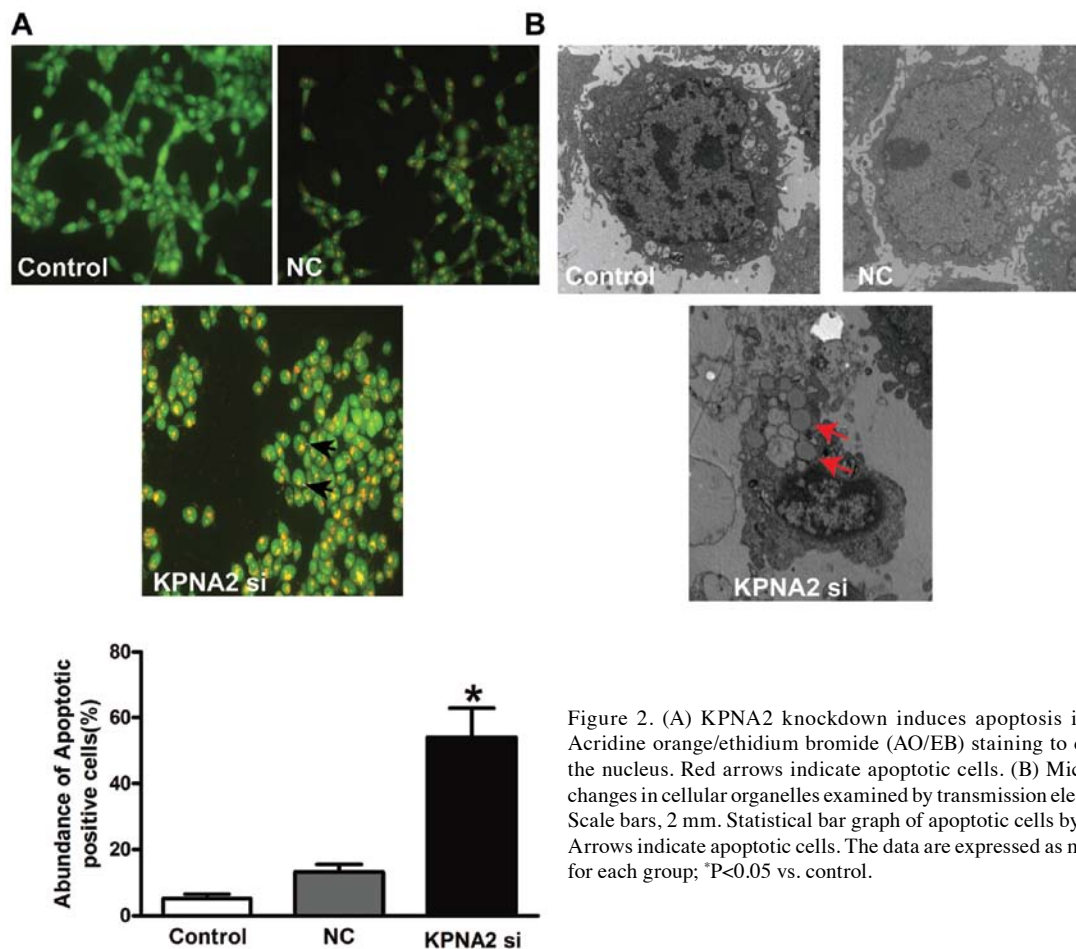 A
B
Control
NC
Control
NC
KPNA2 si
KPNA2 si
Abundance of Apoptotic
positive cells(%)
80
60
40
20
0
*
Control
NC
KPNA2 si
Figure 2. (A) KPNA2 knockdown induces apoptosis i
Acridine orange/ethidium bromide (AO/EB) staining to
the nucleus. Red arrows indicate apoptotic cells. (B) Mic
changes in cellular organelles examined by transmission ele
Scale bars, 2 mm. Statistical bar graph of apoptotic cells by
Arrows indicate apoptotic cells. The data are expressed as
for each group; *P<0.05 vs. control.